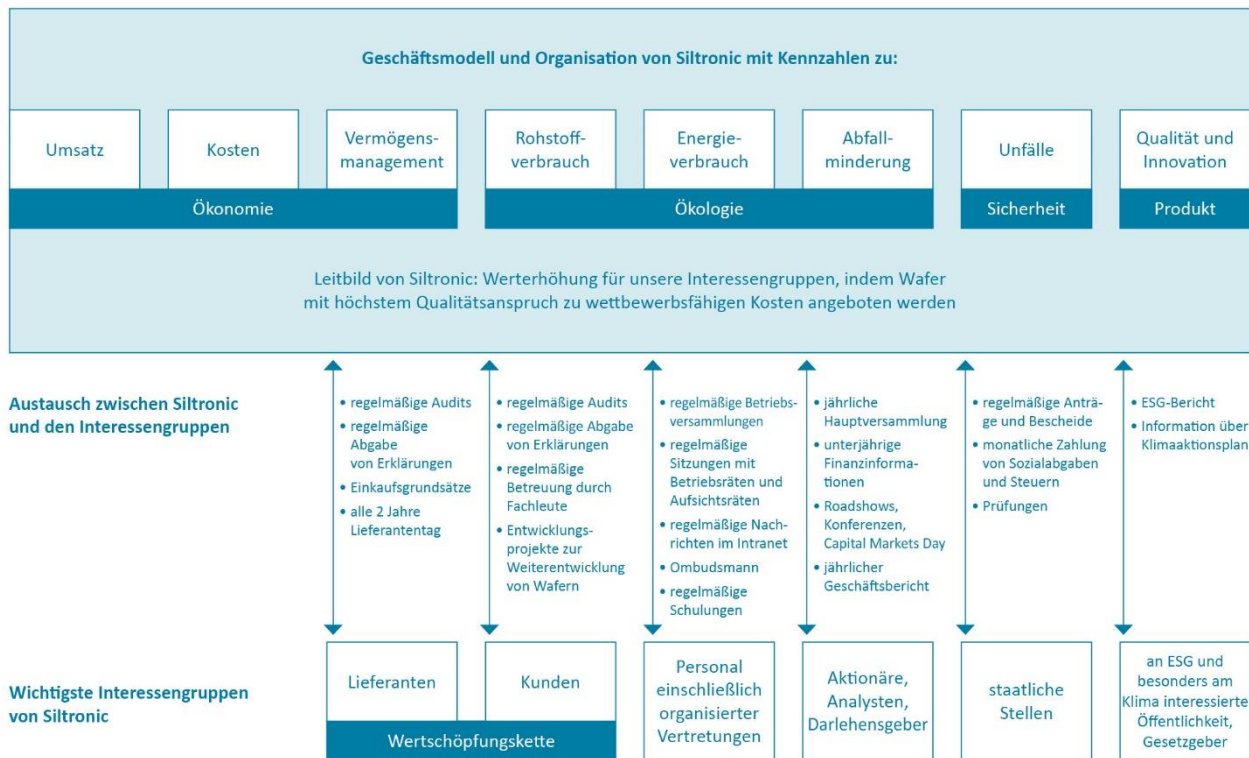 Geschäftsmodell und Organisation von Siltronic mit Kennzahlen zu:
Umsatz
Kosten
Vermögens-
management
Rohstoff-
verbrauch
Energie-
verbrauch
Abfall-
minderung
Unfälle
Qualität und
Innovation
Ökonomie
Ökologie
Sicherheit
Produkt
Leitbild von Siltronic: Werterhöhung für unsere Interessengruppen, indem Wafer
mit höchstem Qualitätsanspruch zu wettbewerbsfähigen Kosten angeboten werden
Austausch zwischen Siltronic
und den Interessengruppen
• regelmäßige Audits
• regelmäßige
Abgabe
von Erklärungen
• Einkaufsgrundsätze
• alle 2 Jahre
Lieferantentag
• regelmäßige Audits
• regelmäßige Abgabe
von Erklärungen
• regelmäßige
Betreuung durch
Fachleute
• Entwicklungs-
projekte zur
Weiterentwicklung
von Wafern
• regelmäßige Betriebs-
versammlungen
• regelmäßige
Sitzungen mit
Betriebsräten und
Aufsichtsräten
• regelmäßige Nach-
richten im Intranet
• Ombudsmann
• regelmäßige
Schulungen
• jährliche
Hauptversammlung
• unterjährige
Finanzinforma-
tionen
• Roadshows,
Konferenzen,
Capital Markets Day
• jährlicher
Geschäftsbericht
• regelmäßige Anträ-
ge und Bescheide
• monatliche Zahlung
von Sozialabgaben
und Steuern
• Prüfungen
• ESG-Bericht
• Information über
Klimaaktionsplan
Wichtigste Interessengruppen
von Siltronic
Lieferanten
Kunden
Wertschöpfungskette
Personal
einschließlich
organisierter
Vertretungen
Aktionäre,
Analysten,
Darlehensgeber
staatliche
Stellen
an ESG und
besonders am
Klima interessierte
Öffentlichkeit,
Gesetzgeber